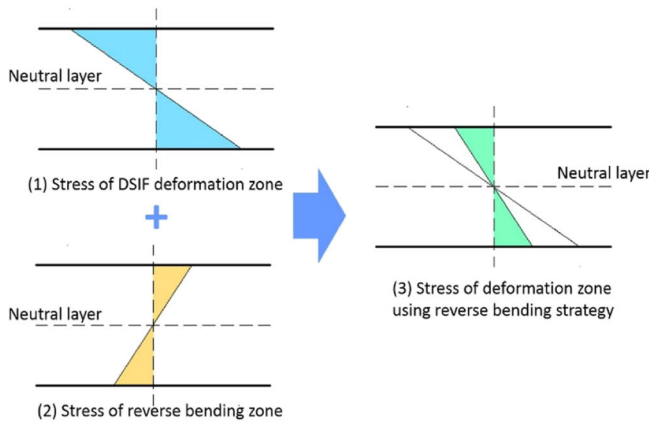 Neutral layer
(1) Stress of DSIF deformation zone
+
Neutral layer
(2) Stress of reverse bending zone
Neutral layer
(3) Stress of deformation zone
using reverse bending strategy